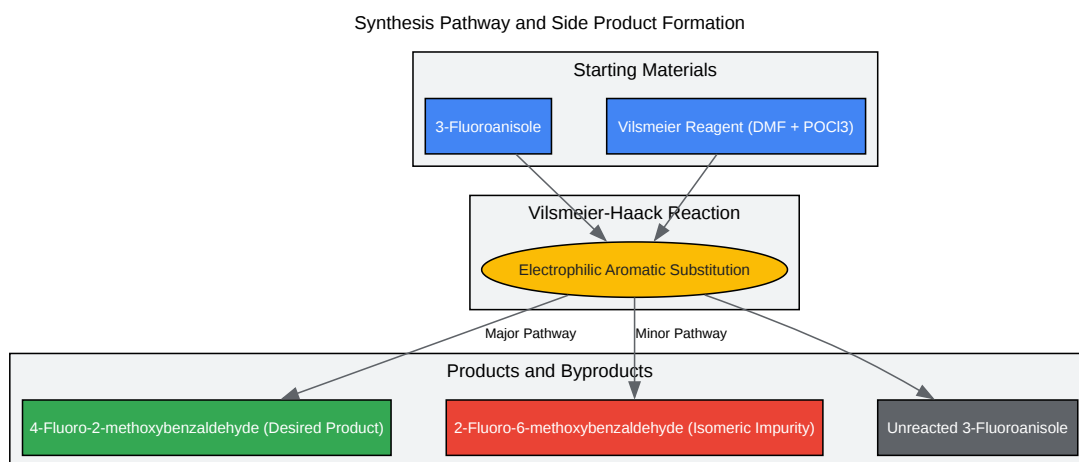 Synthesis Pathway and Side Product Formation
Starting Materials
3-Fluoroanisole
Vilsmeier Reagent (DMF + POCl3)
Vilsmeier-Haack Reaction
Electrophilic Aromatic Substitution
Major Pathway
Minor Pathway
Products and Byproducts
4-Fluoro-2-methoxybenzaldehyde (Desired Product)
2-Fluoro-6-methoxybenzaldehyde (Isomeric Impurity)
Unreacted 3-Fluoroanisole